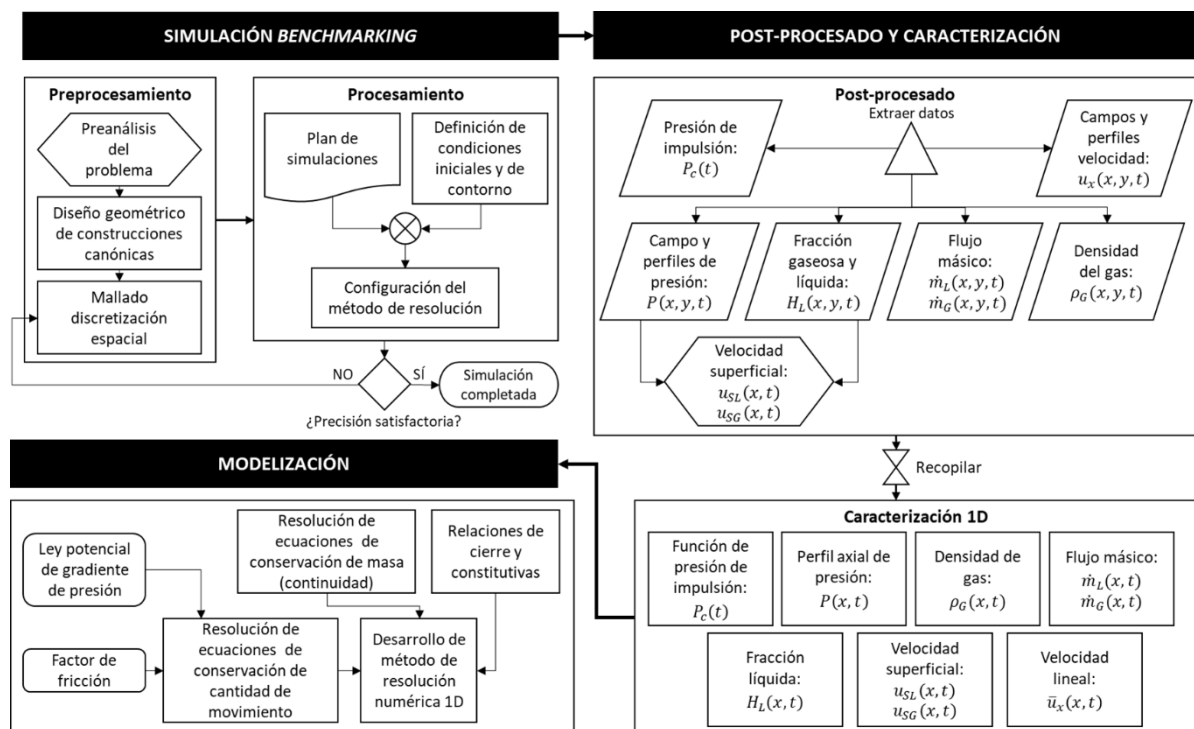 SIMULACIÓN BENCHMARKING
Preprocesamiento
Preanálisis
del
problema
Diseño geométrico
de construcciones
canónicas
Mallado
discretización
espacial
Procesamiento
Plan de
simulaciones
Definición de
condiciones
iniciales y de
contorno
Configuración del
método de resolución
NO
SÍ
Simulación
completada
¿Precisión satisfactoria?
POST-PROCESADO Y CARACTERIZACIÓN
Post-procesado
Extraer datos
Presión de
impulsión:
P_c(t)
Campos y
perfiles
velocidad:
u_x(x, y, t)
Campo y
perfiles de
presión:
P(x, y, t)
Fracción
gaseosa y
líquida:
H_L(x, y, t)
Flujo
másico:
ṁ_L(x, y, t)
ṁ_G(x, y, t)
Densidad
del gas:
ρ_G(x, y, t)
Velocidad
superficial:
u_SL(x, t)
u_SG(x, t)
Recopilar
Caracterización 1D
Función de
presión de
impulsión:
P_c(t)
Perfil axial de
presión:
P(x, t)
Densidad de
gas:
ρ_G(x, t)
Flujo másico:
ṁ_L(x, t)
ṁ_G(x, t)
Fracción
líquida:
H_L(x, t)
Velocidad
superficial:
u_SL(x, t)
u_SG(x, t)
Velocidad
lineal:
ū_x(x, t)
MODELIZACIÓN
Ley potencial
de gradiente
de presión
Factor de
fricción
Resolución de
ecuaciones de
conservación de masa
(continuidad)
Relaciones de
cierre y
constitutivas
Resolución de
ecuaciones de
conservación de
cantidad de
movimiento
Desarrollo de
método de
resolución
numérica 1D